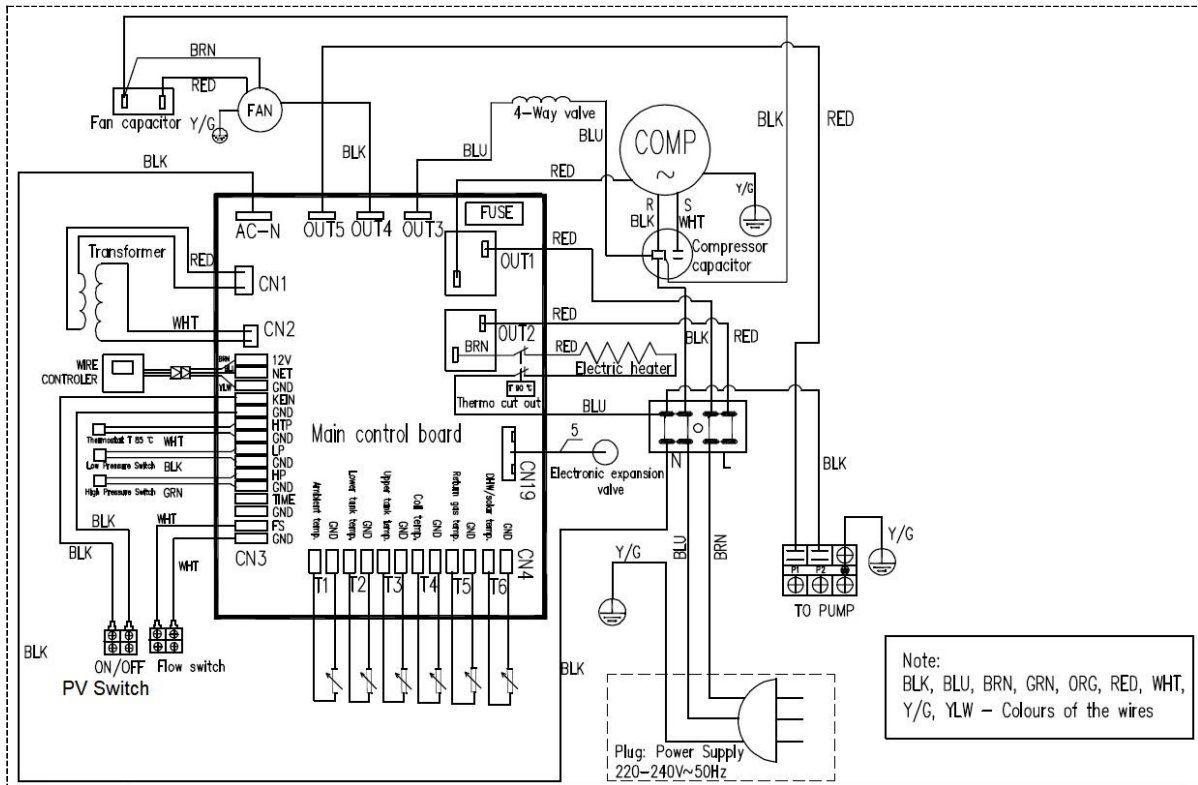 BRN
RED
FAN
Fan capacitor
Y/G
BLK
BLK
BLU
4-Way valve
BLU
COMP
~
BLK
RED
RED
Y/G
R
S
BLK
WHT
Compressor
capacitor
AC-N
OUT5
OUT4
OUT3
FUSE
OUT1
RED
Transformer
RED
CN1
WHT
CN2
OUT2
RED
BLK
RED
BRN
RED
Electric heater
T 90 ℃
Thermo cut out
BLU
WIRE
CONTROLER
BRN
BLU
YLW
12V
NET
GND
KEIN
GND
HTP
GND
LP
GND
HP
GND
TIME
GND
FS
GND
CN3
Thermostat T 85 ℃
WHT
Low Pressure Switch
BLK
High Pressure Switch
GRN
Main control board
CN19
5
Electronic expansion
valve
N
L
BLK
Ambient temp.
GND
Lower tank temp.
GND
Upper tank temp.
GND
Coil temp.
GND
Return gas temp.
GND
DHW/solar temp.
GND
CN4
T1
T2
T3
T4
T5
T6
BLK
BLK
WHT
WHT
ON/OFF
PV Switch
Flow switch
BLK
BLK
Y/G
BLU
BRN
P1
P2
Y/G
TO PUMP
Plug: Power Supply
220-240V~50Hz
Note:
BLK, BLU, BRN, GRN, ORG, RED, WHT,
Y/G, YLW – Colours of the wires